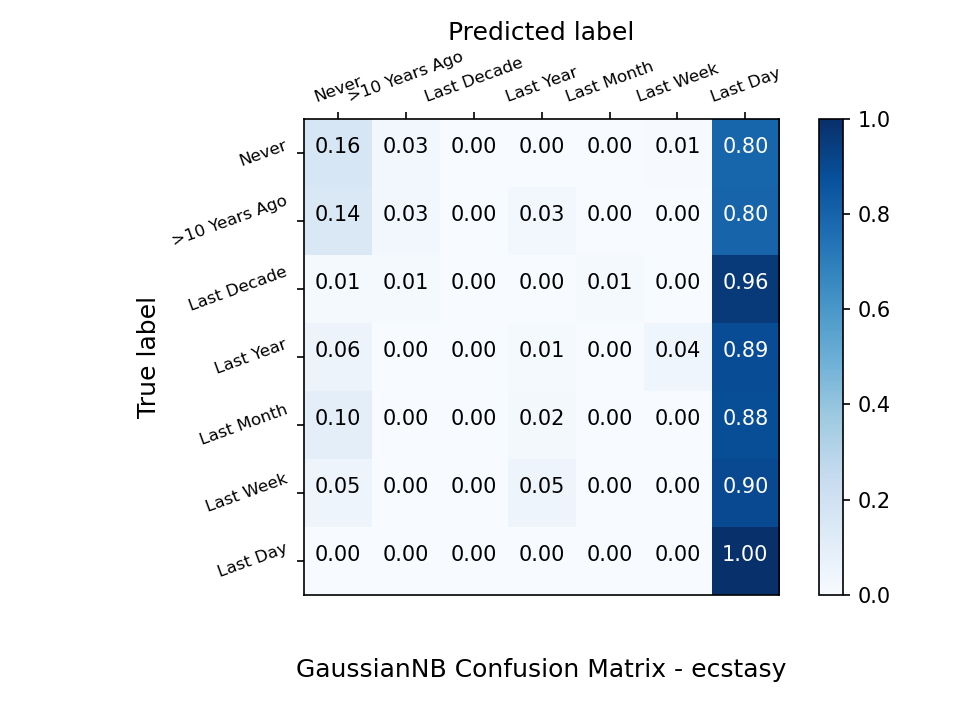 Predicted label
Never >10 Years Ago Last Decade Last Year Last Month Last Week Last Day
True label
Never 0.16 0.03 0.00 0.00 0.00 0.01 0.80
>10 Years Ago 0.14 0.03 0.00 0.03 0.00 0.00 0.80
Last Decade 0.01 0.01 0.00 0.00 0.01 0.00 0.96
Last Year 0.06 0.00 0.00 0.01 0.00 0.04 0.89
Last Month 0.10 0.00 0.00 0.02 0.00 0.00 0.88
Last Week 0.05 0.00 0.00 0.05 0.00 0.00 0.90
Last Day 0.00 0.00 0.00 0.00 0.00 0.00 1.00
1.0
0.8
0.6
0.4
0.2
0.0
GaussianNB Confusion Matrix - ecstasy